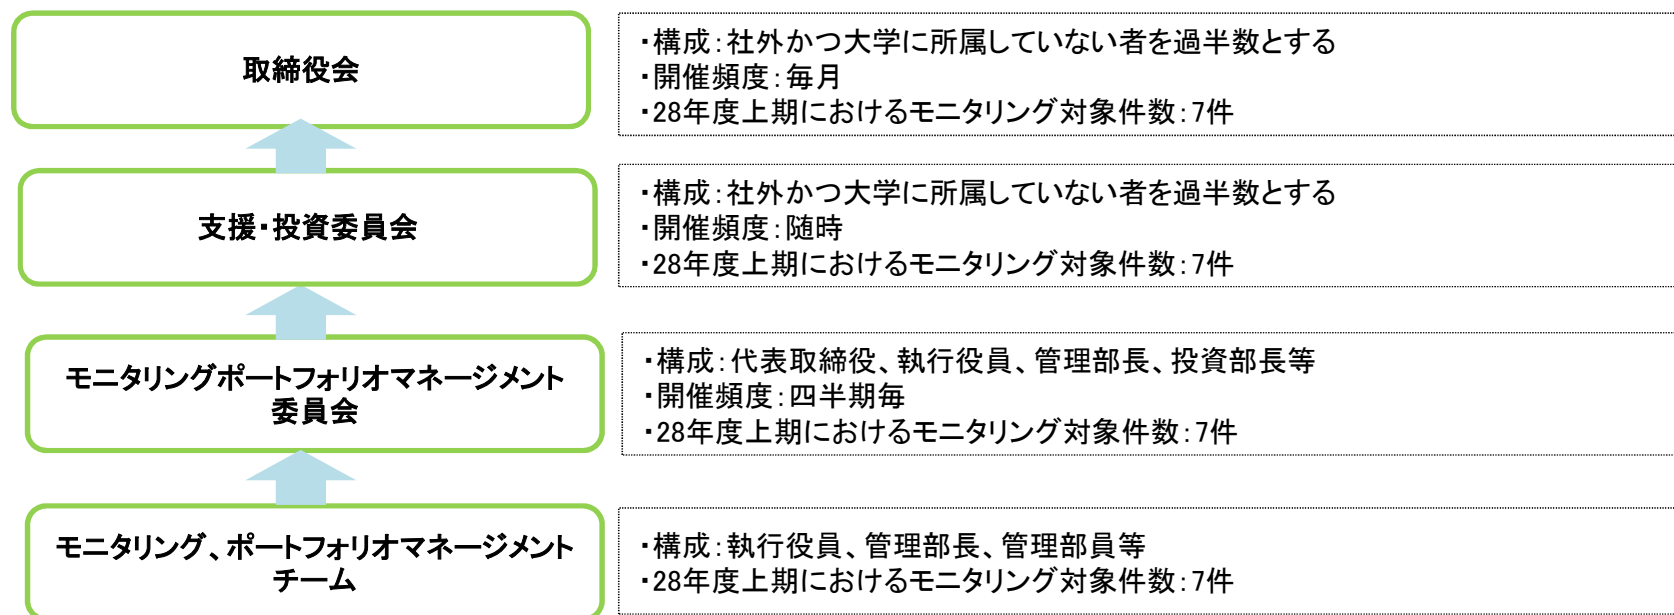 取締役会
・構成：社外かつ大学に所属していない者を過半数とする
・開催頻度：毎月
・28年度上期におけるモニタリング対象件数：7件
支援・投資委員会
・構成：社外かつ大学に所属していない者を過半数とする
・開催頻度：随時
・28年度上期におけるモニタリング対象件数：7件
モニタリングポートフォリオマネージメント
委員会
・構成：代表取締役、執行役員、管理部長、投資部長等
・開催頻度：四半期毎
・28年度上期におけるモニタリング対象件数：7件
モニタリング、ポートフォリオマネージメント
チーム
・構成：執行役員、管理部長、管理部員等
・28年度上期におけるモニタリング対象件数：7件